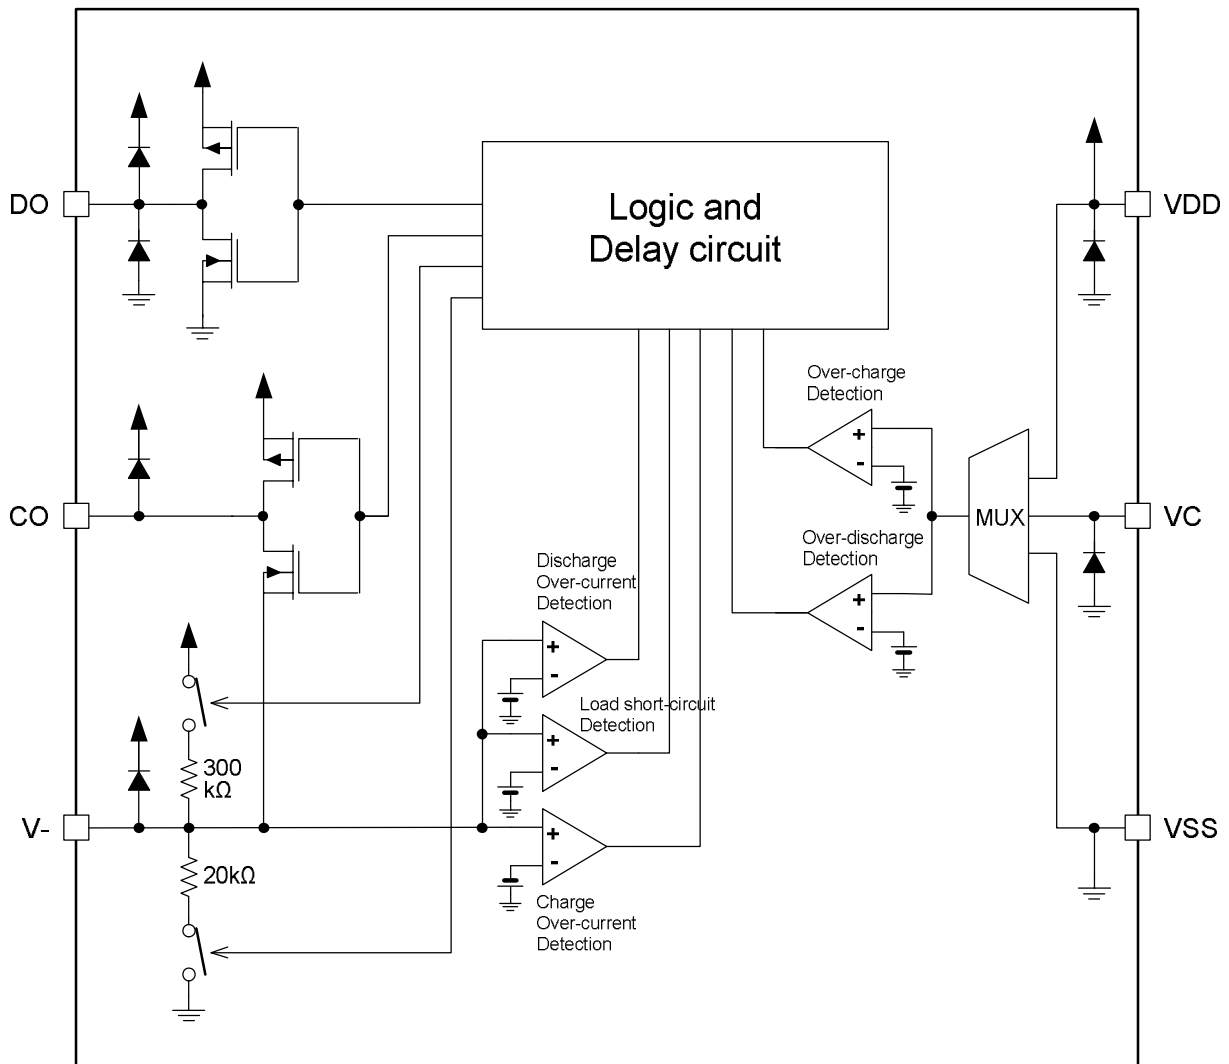 DO
Logic and
Delay circuit
VDD
Over-charge
Detection
+
-
CO
MUX
VC
Over-discharge
Detection
+
-
Discharge
Over-current
Detection
+
-
Load short-circuit
Detection
+
-
300
kΩ
V-
+
-
VSS
20kΩ
Charge
Over-current
Detection